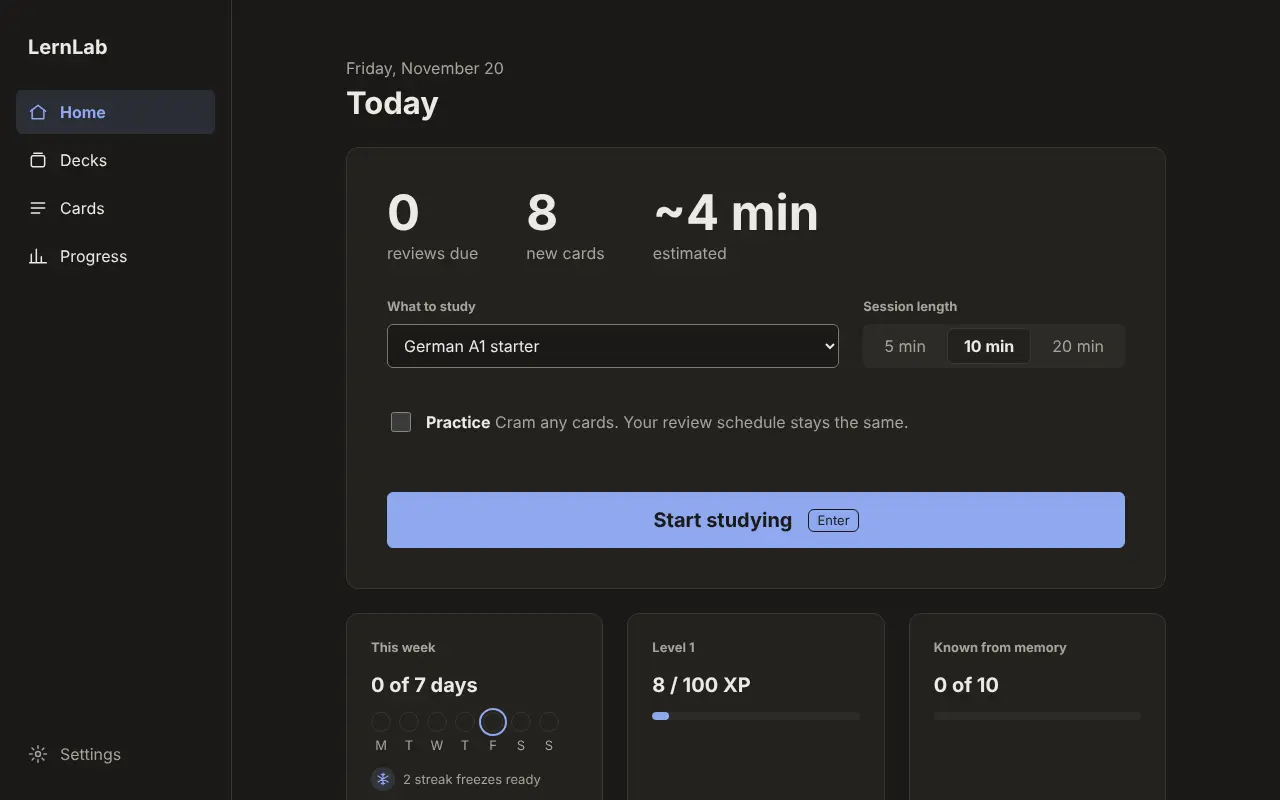 LernLab
Home
Decks
Cards
Progress
Settings
Friday, November 20
Today
0
reviews due
8
new cards
~4 min
estimated
What to study
German A1 starter
Session length
5 min
10 min
20 min
Practice Cram any cards. Your review schedule stays the same.
Start studying Enter
This week
0 of 7 days
M T W T F S S
2 streak freezes ready
Level 1
8 / 100 XP
Known from memory
0 of 10